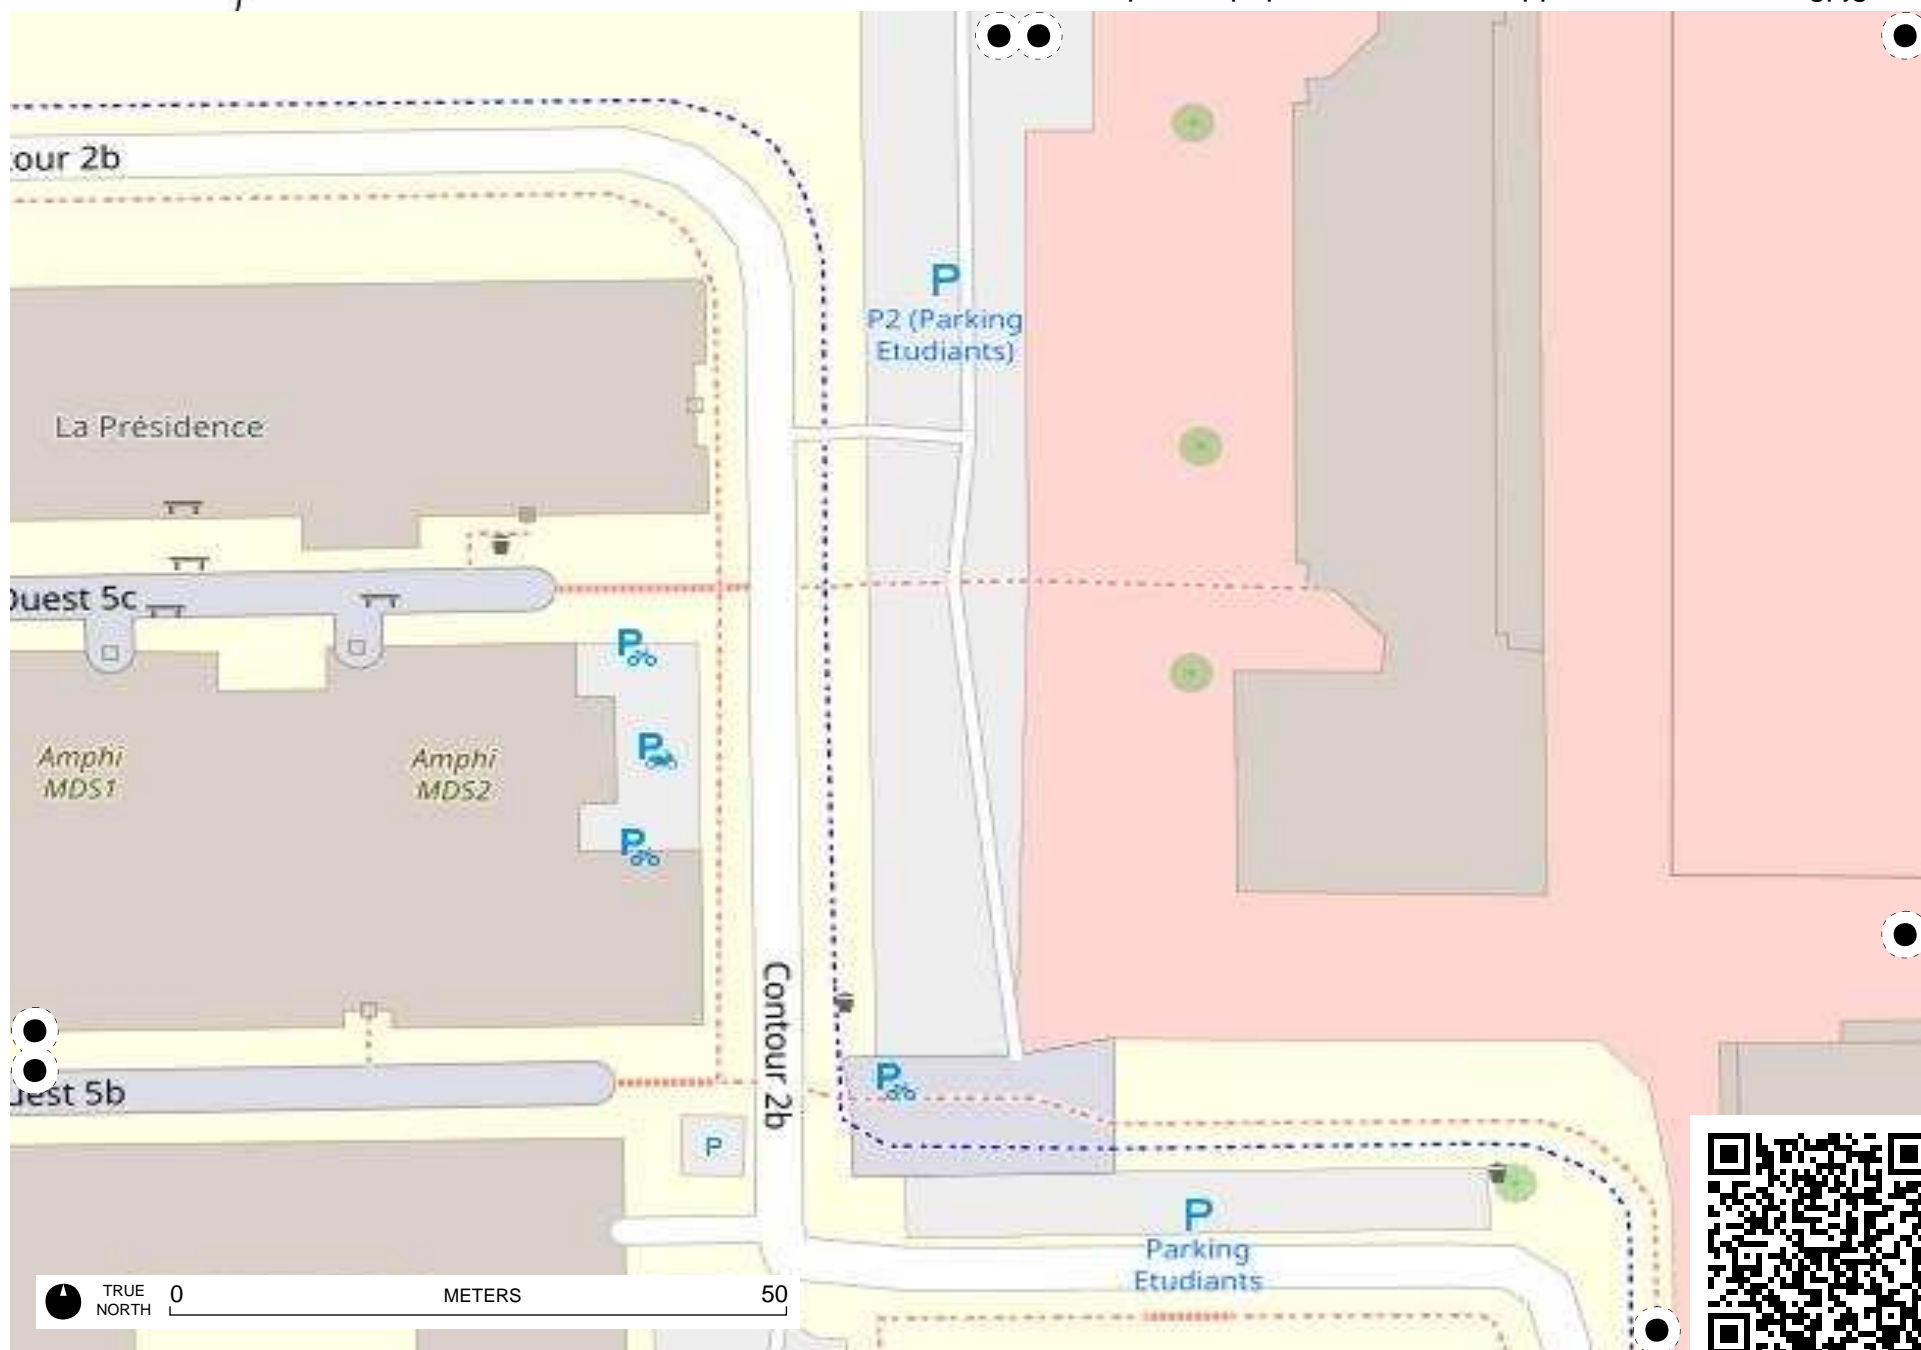 our 2b
P
P2 (Parking
Etudiants)
La Présidence
Ouest 5c
P
Amphi
MDS1
Amphi
MDS2
P
P
Contour 2b
P
uest 5b
P
P
Parking
Etudiants
TRUE
NORTH
0
METERS
50